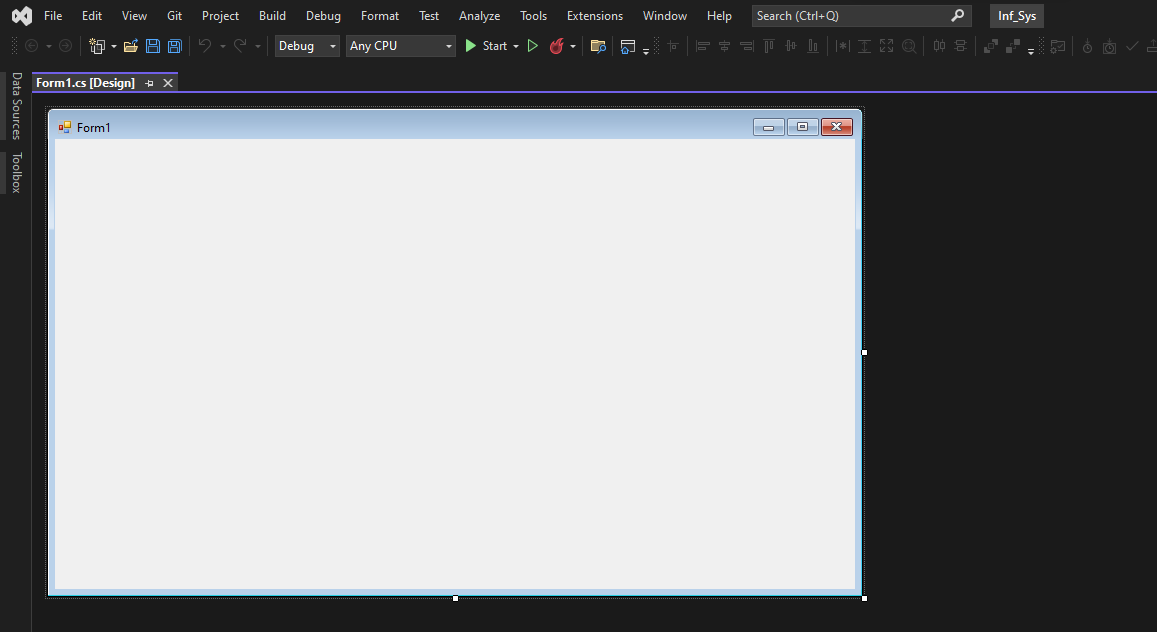 File Edit View Git Project Build Debug Format Test Analyze Tools Extensions Window Help Search (Ctrl+Q) Inf_Sys
Debug Any CPU Start
Form1.cs [Design]
Data Sources
Toolbox
Form1